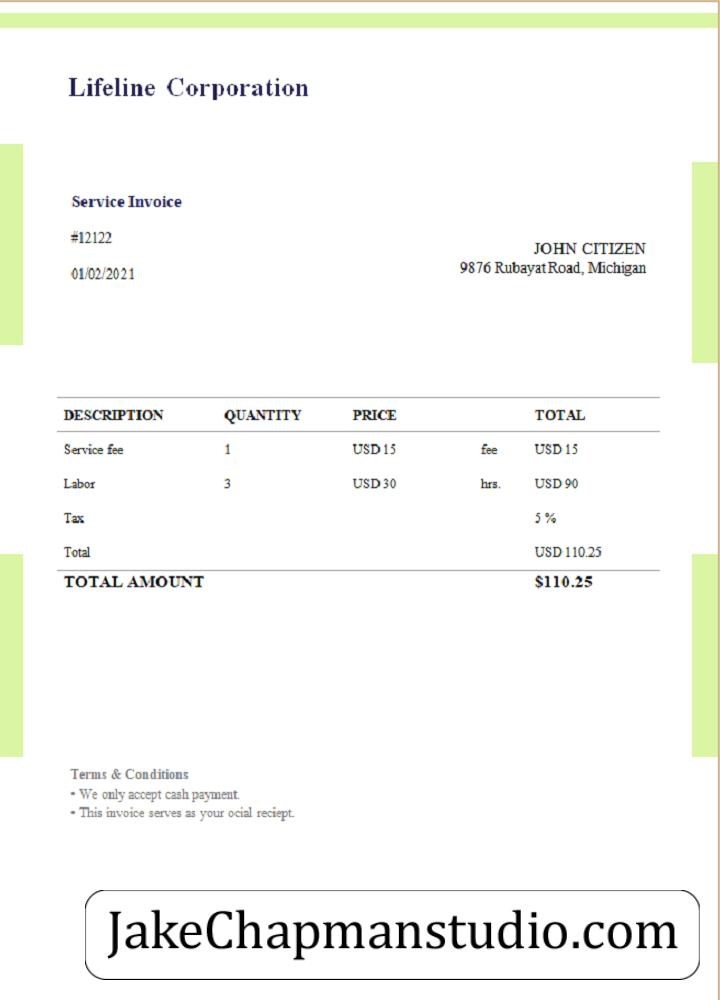 Lifeline Corporation
Service Invoice
#12122
01/02/2021
JOHN CITIZEN
9876 Rubayat Road, Michigan
DESCRIPTION QUANTITY PRICE TOTAL
Service fee 1 USD 15 fee USD 15
Labor 3 USD 30 hrs. USD 90
Tax 5 %
Total USD 110.25
TOTAL AMOUNT $110.25
Terms & Conditions
• We only accept cash payment.
• This invoice serves as your ocial reciept.
JakeChapmanstudio.com